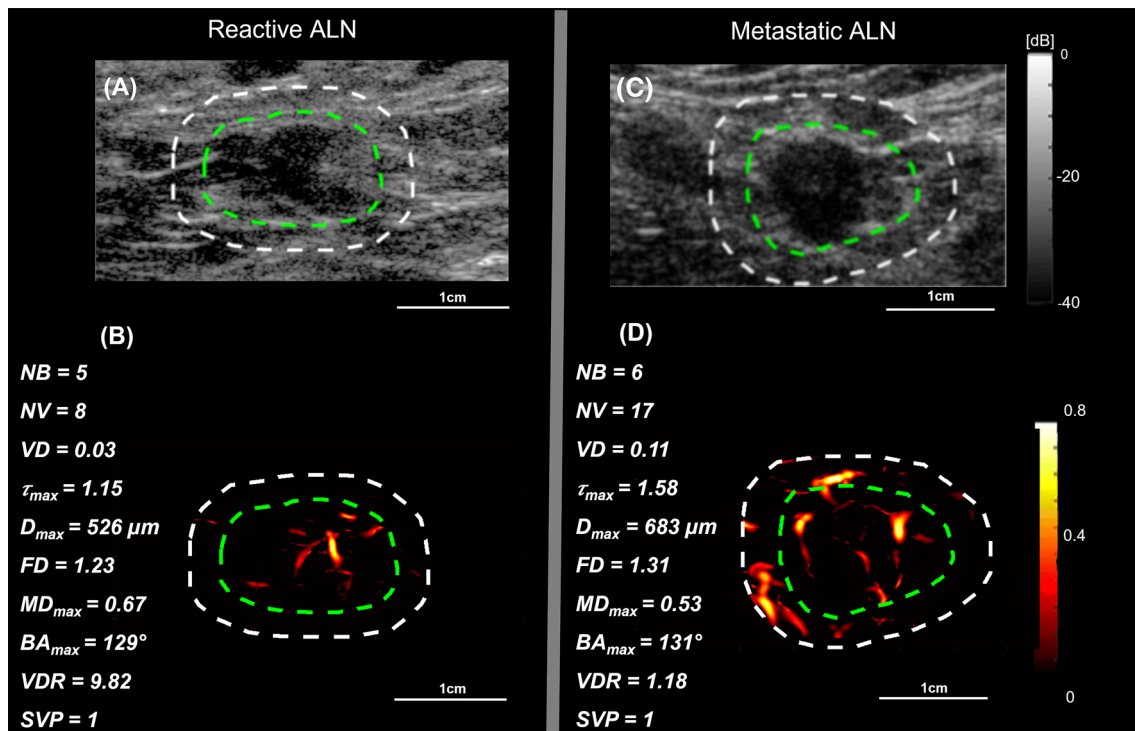 Reactive ALN
(A)
1cm
(B)
NB = 5
NV = 8
VD = 0.03
τmax = 1.15
Dmax = 526 μm
FD = 1.23
MDmax = 0.67
BAmax = 129°
VDR = 9.82
SVP = 1
1cm
Metastatic ALN
(C)
[dB]
0
-20
-40
1cm
(D)
NB = 6
NV = 17
VD = 0.11
τmax = 1.58
Dmax = 683 μm
FD = 1.31
MDmax = 0.53
BAmax = 131°
VDR = 1.18
SVP = 1
0.8
0.4
0
1cm